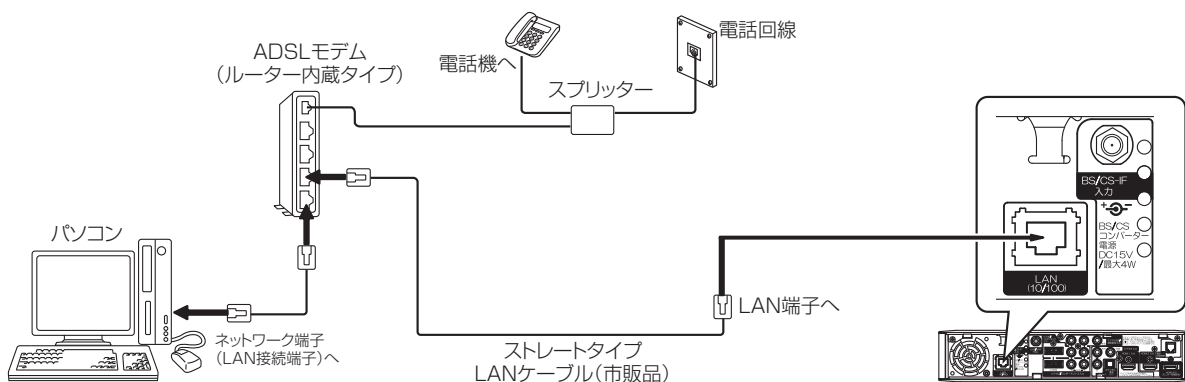 電話回線
電話機へ
ADSLモデム
（ルーター内蔵タイプ）
スプリッター
パソコン
ネットワーク端子
（LAN接続端子）へ
ストレートタイプ
LANケーブル（市販品）
LAN端子へ
BS/CS-IF
入力
BS/CS
コンバーター
電源
DC15V
/最大4W
LAN
(10/100)